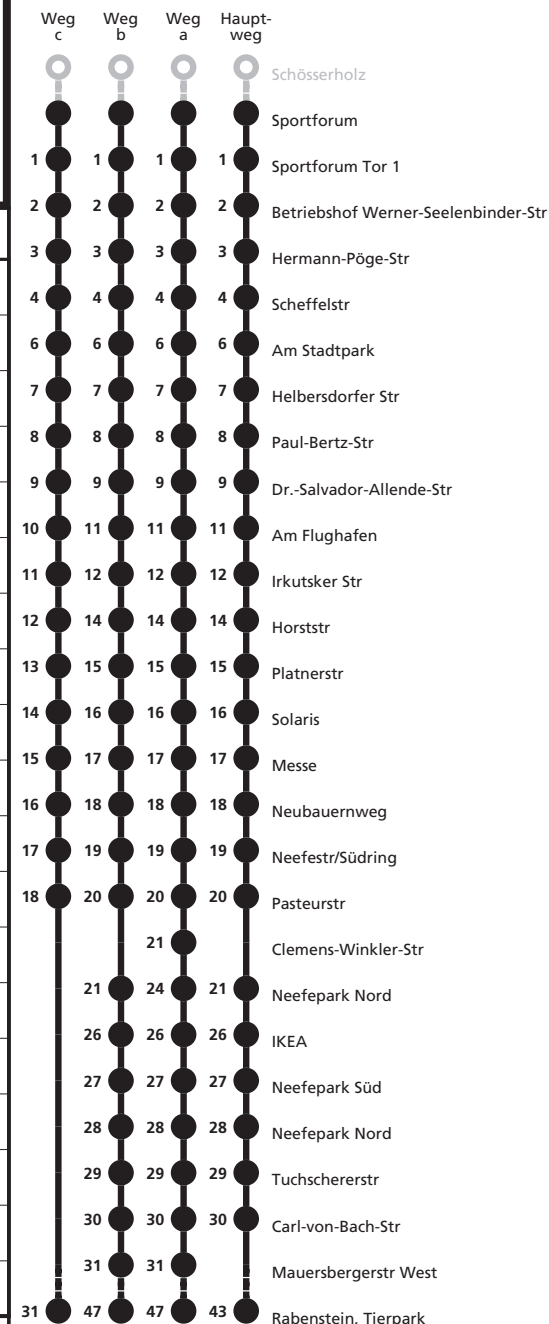 Weg Weg Weg Haupt-
c b a weg
Schösserholz
Sportforum
1 1 1 1 Sportforum Tor 1
2 2 2 2 Betriebshof Werner-Seelenbinder-Str
3 3 3 3 Hermann-Pöge-Str
4 4 4 4 Scheffelstr
6 6 6 6 Am Stadtpark
7 7 7 7 Helbersdorfer Str
8 8 8 8 Paul-Bertz-Str
9 9 9 9 Dr.-Salvador-Allende-Str
10 11 11 11 Am Flughafen
11 12 12 12 Irkutsker Str
12 14 14 14 Horststr
13 15 15 15 Platnerstr
14 16 16 16 Solaris
15 17 17 17 Messe
16 18 18 18 Neubauernweg
17 19 19 19 Neefestr/Südring
18 20 20 20 Pasteurstr
21 Clemens-Winkler-Str
21 24 21 Neefepark Nord
26 26 26 IKEA
27 27 27 Neefepark Süd
28 28 28 Neefepark Nord
29 29 29 Tuchschererstr
30 30 30 Carl-von-Bach-Str
31 31 Mauersbergerstr West
31 47 47 43 Rabenstein, Tierpark